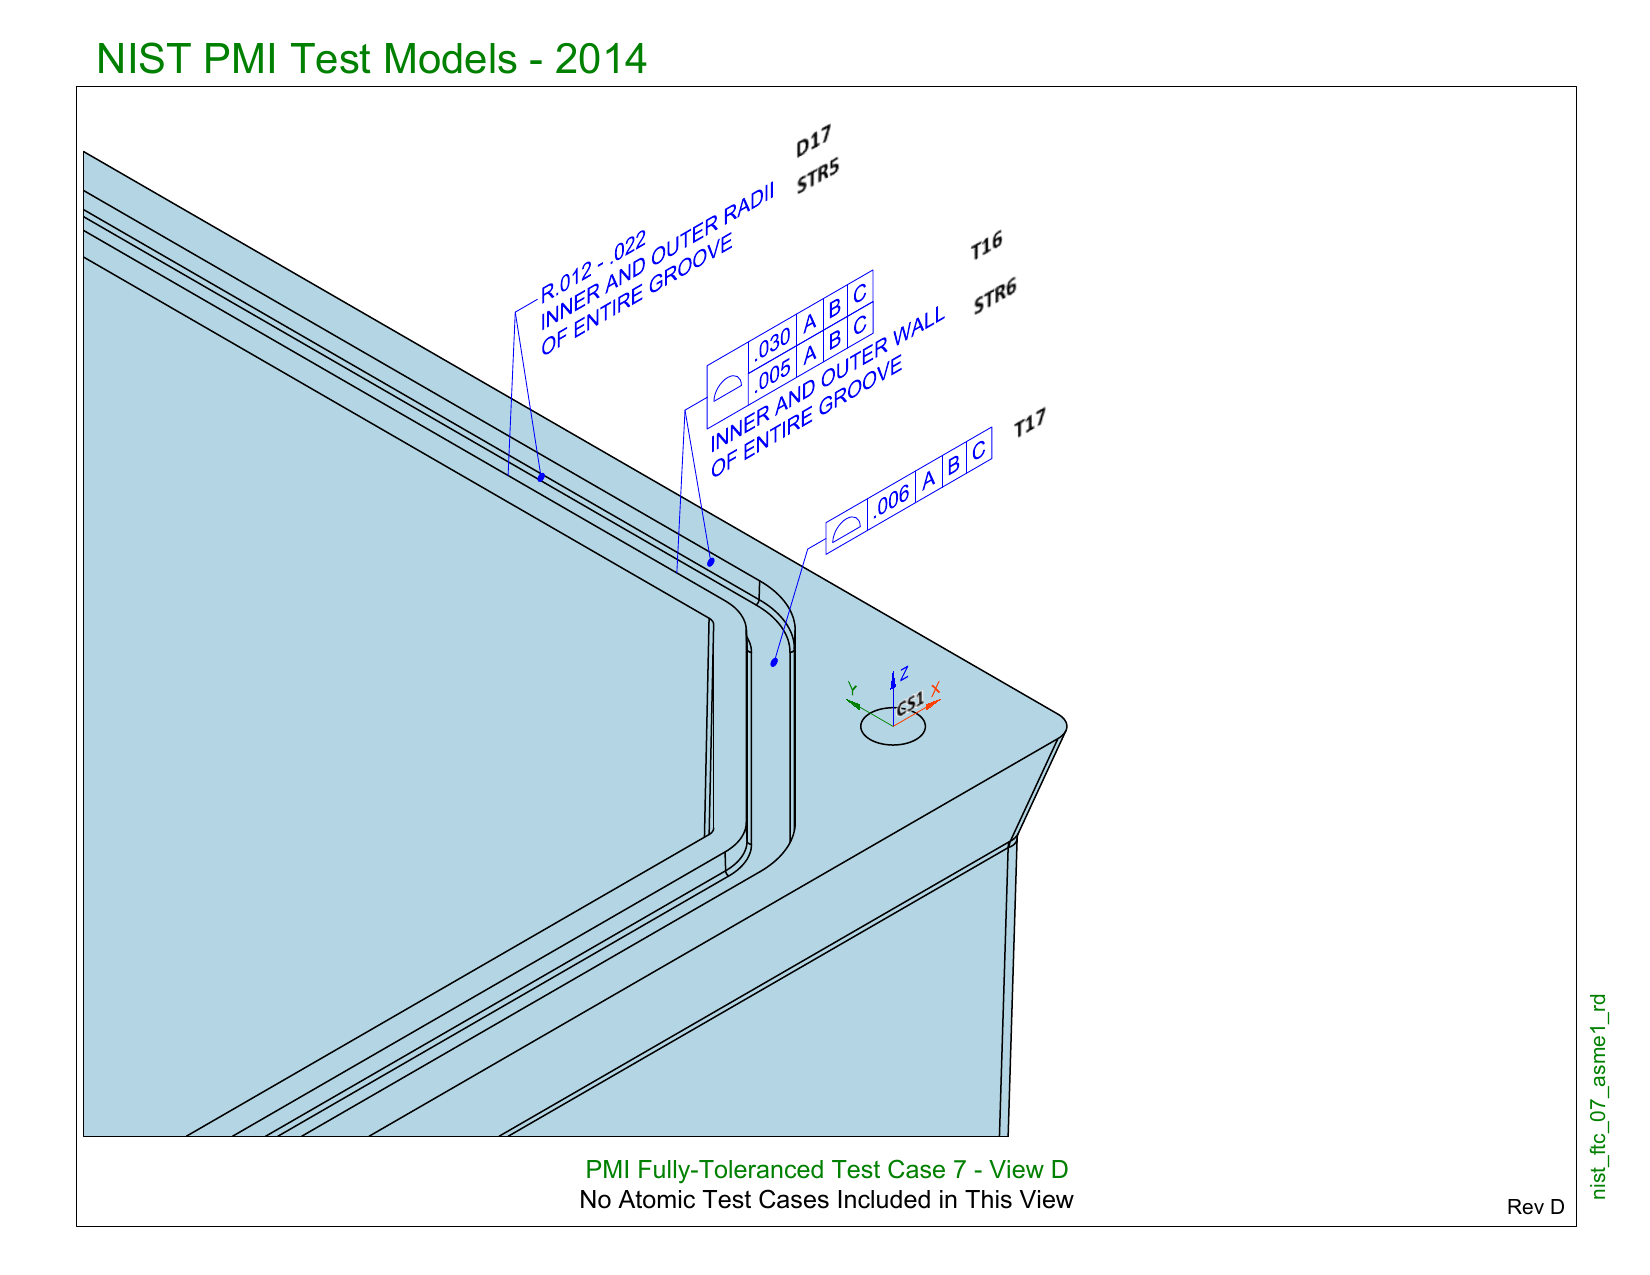 NIST PMI Test Models - 2014
D17
STR5
R.012 - .022
INNER AND OUTER RADII
OF ENTIRE GROOVE
T16
STR6
.030 A B C
.005 A B C
INNER AND OUTER WALL
OF ENTIRE GROOVE
T17
.006 A B C
Z
Y
X
CS1
PMI Fully-Toleranced Test Case 7 - View D
No Atomic Test Cases Included in This View
Rev D
nist_ftc_07_asme1_rd